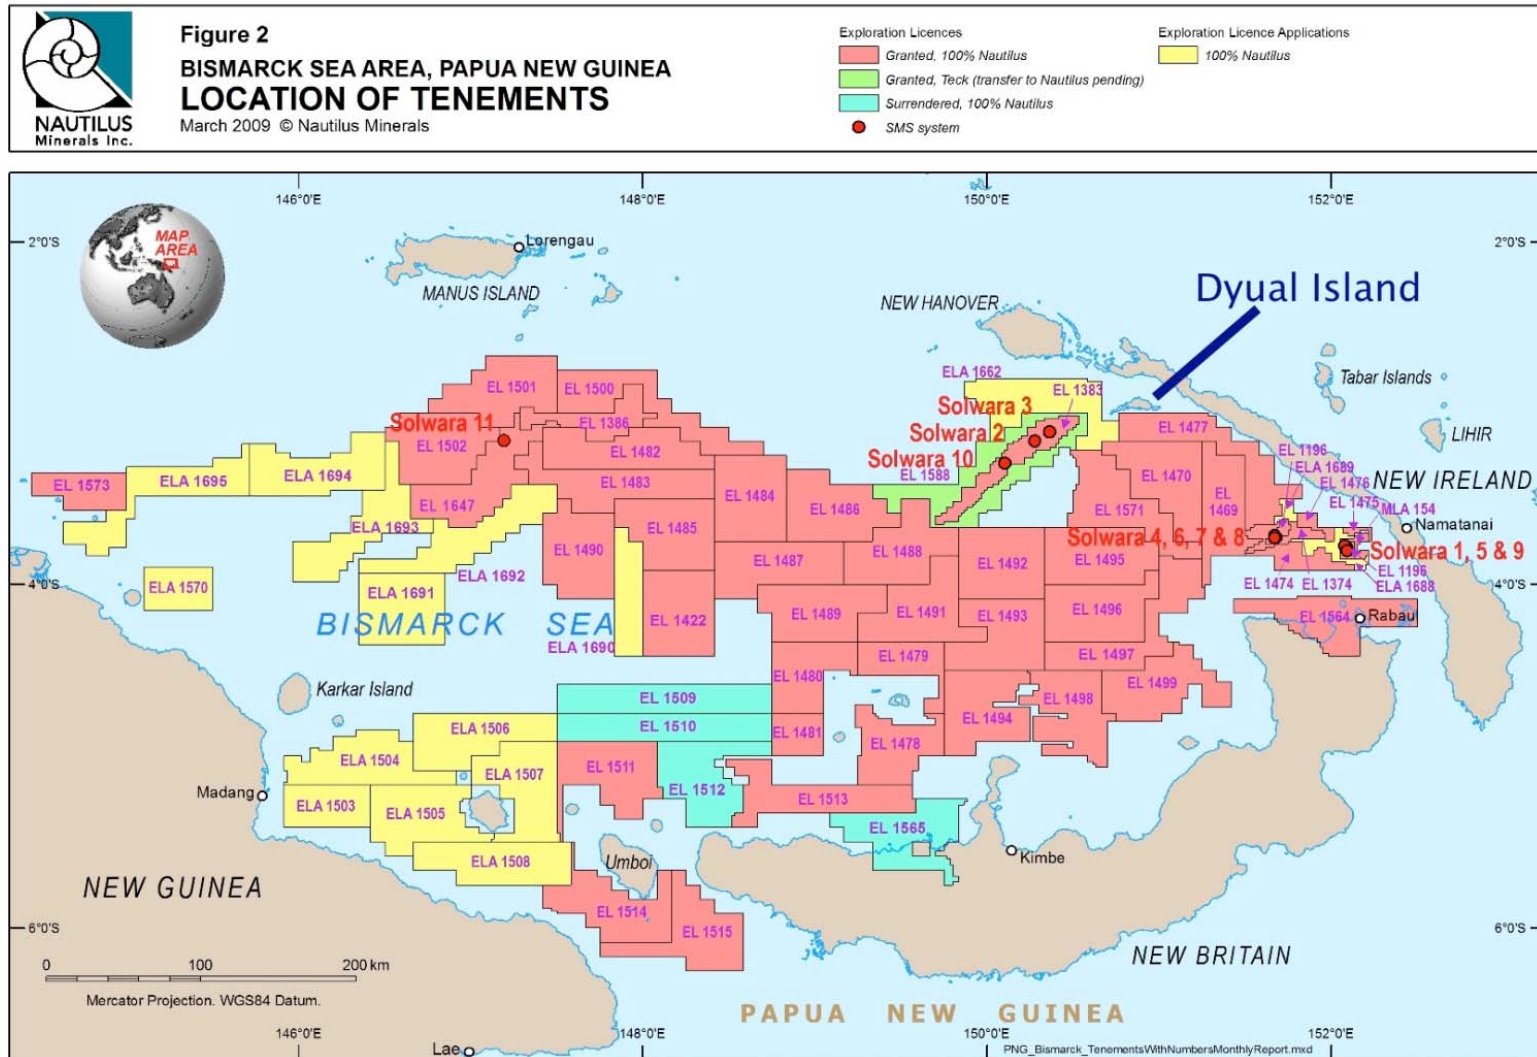 NAUTILUS
Minerals Inc.
Figure 2
BISMARCK SEA AREA, PAPUA NEW GUINEA
LOCATION OF TENEMENTS
March 2009 © Nautilus Minerals
Exploration Licences
Granted, 100% Nautilus
Granted, Teck (transfer to Nautilus pending)
Surrendered, 100% Nautilus
SMS system
Exploration Licence Applications
100% Nautilus
146°0'E
148°0'E
150°0'E
152°0'E
2°0'S
2°0'S
MAP
AREA
Lorengau
MANUS ISLAND
NEW HANOVER
Dyual Island
Tabar Islands
LIHIR
NEW IRELAND
Namatanai
ELA 1662
EL 1383
EL 1501
EL 1500
EL 1386
Solwara 11
EL 1502
EL 1482
Solwara 3
Solwara 2
Solwara 10
EL 1588
EL 1477
EL 1196
ELA 1689
EL 1476
EL 1475
MLA 154
EL 1573
ELA 1695
ELA 1694
EL 1483
EL 1470
EL
1469
EL 1647
EL 1484
EL 1486
EL 1571
ELA 1693
EL 1485
Solwara 4, 6, 7 & 8
Solwara 1, 5 & 9
EL 1490
EL 1488
EL 1487
EL 1492
EL 1495
ELA 1692
EL 1474
EL 1374
EL 1196
ELA 1688
4°0'S
4°0'S
ELA 1570
ELA 1691
EL 1489
EL 1491
EL 1493
EL 1496
EL 1564
Rabaul
BISMARCK SEA
EL 1422
ELA 1690
EL 1479
EL 1497
EL 1480
EL 1499
Karkar Island
EL 1509
EL 1498
EL 1494
ELA 1506
EL 1510
EL 1481
EL 1478
ELA 1504
ELA 1507
EL 1511
EL 1512
Madang
ELA 1503
ELA 1505
EL 1513
EL 1565
ELA 1508
Umboi
Kimbe
NEW GUINEA
EL 1514
EL 1515
6°0'S
6°0'S
NEW BRITAIN
0 100 200 km
Mercator Projection. WGS84 Datum.
PAPUA NEW GUINEA
146°0'E
148°0'E
150°0'E
152°0'E
Lae
PNG_Bismarck_TenementsWithNumbersMonthlyReport.mxd